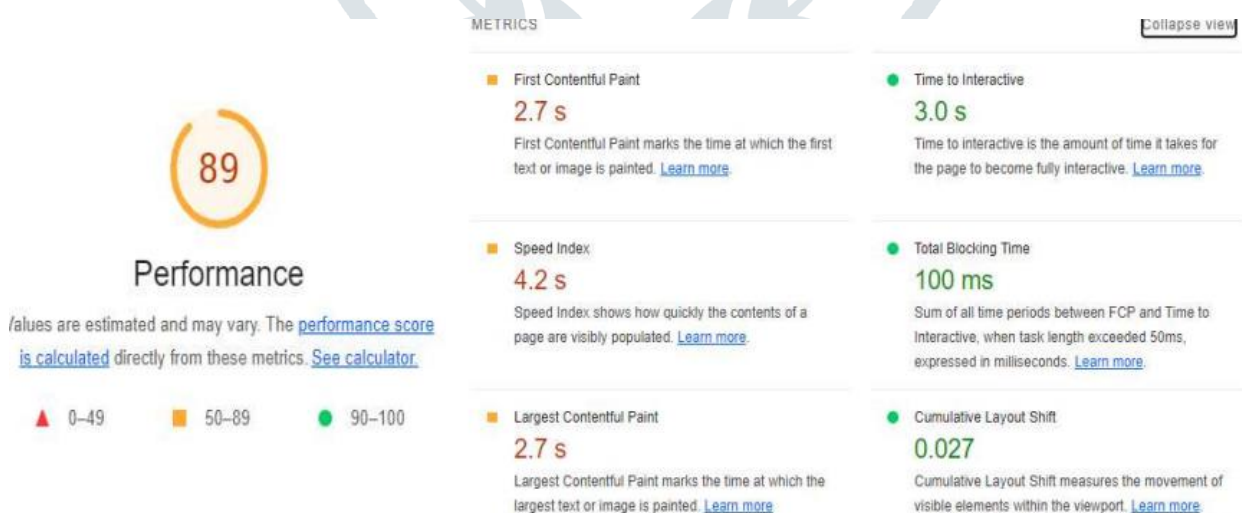 METRICS
Collapse view
First Contentful Paint
2.7 s
First Contentful Paint marks the time at which the first
text or image is painted. Learn more.
Time to Interactive
3.0 s
Time to interactive is the amount of time it takes for
the page to become fully interactive. Learn more.
89
Performance
Values are estimated and may vary. The performance score
is calculated directly from these metrics. See calculator.
0–49
50–89
90–100
Speed Index
4.2 s
Speed Index shows how quickly the contents of a
page are visibly populated. Learn more.
Total Blocking Time
100 ms
Sum of all time periods between FCP and Time to
Interactive, when task length exceeded 50ms,
expressed in milliseconds. Learn more.
Largest Contentful Paint
2.7 s
Largest Contentful Paint marks the time at which the
largest text or image is painted. Learn more
Cumulative Layout Shift
0.027
Cumulative Layout Shift measures the movement of
visible elements within the viewport. Learn more.